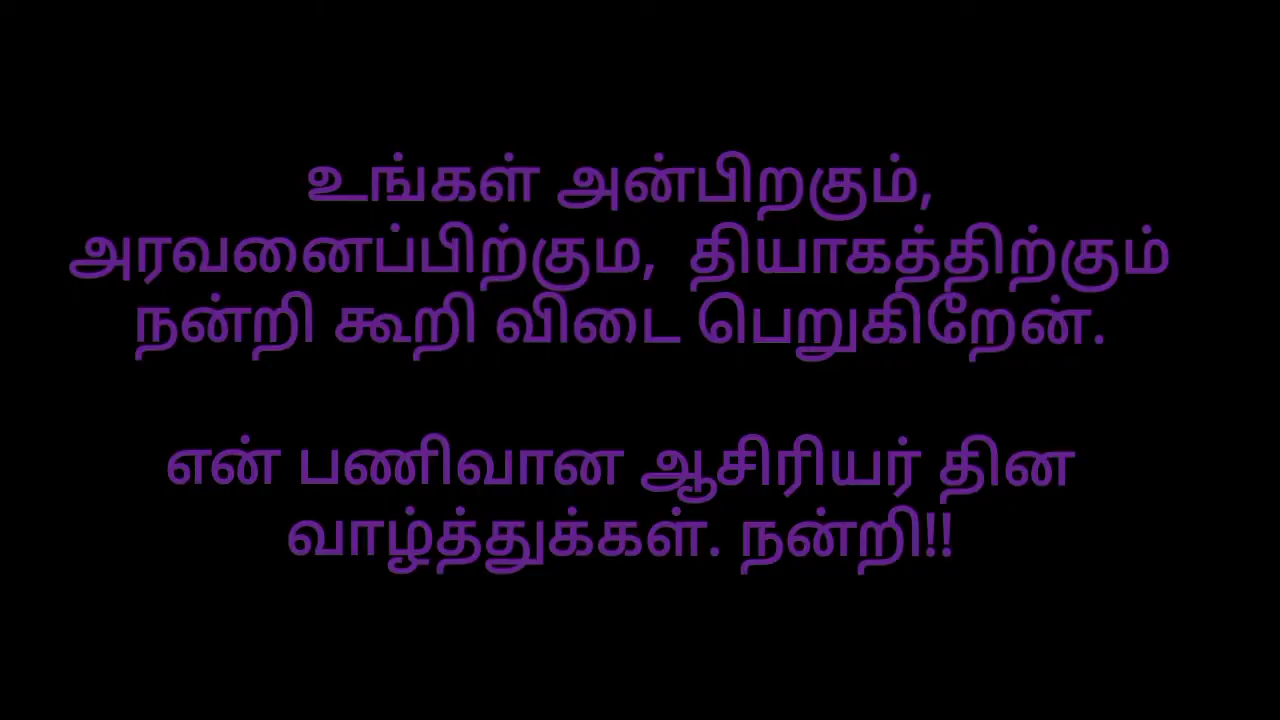 உங்கள் அன்பிறகும்,
அரவனைப்பிற்கும, தியாகத்திற்கும்
நன்றி கூறி விடை பெறுகிறேன்.
என் பணிவான ஆசிரியர் தின
வாழ்த்துக்கள். நன்றி!!